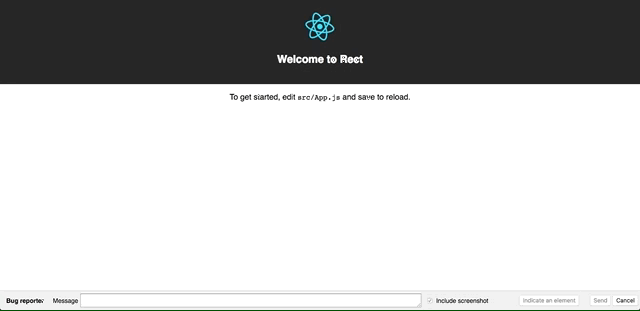 Welcome to Rect
To get started, edit src/App.js and save to reload.
Bug reporter Message Include screenshot Indicate an element Send Cancel